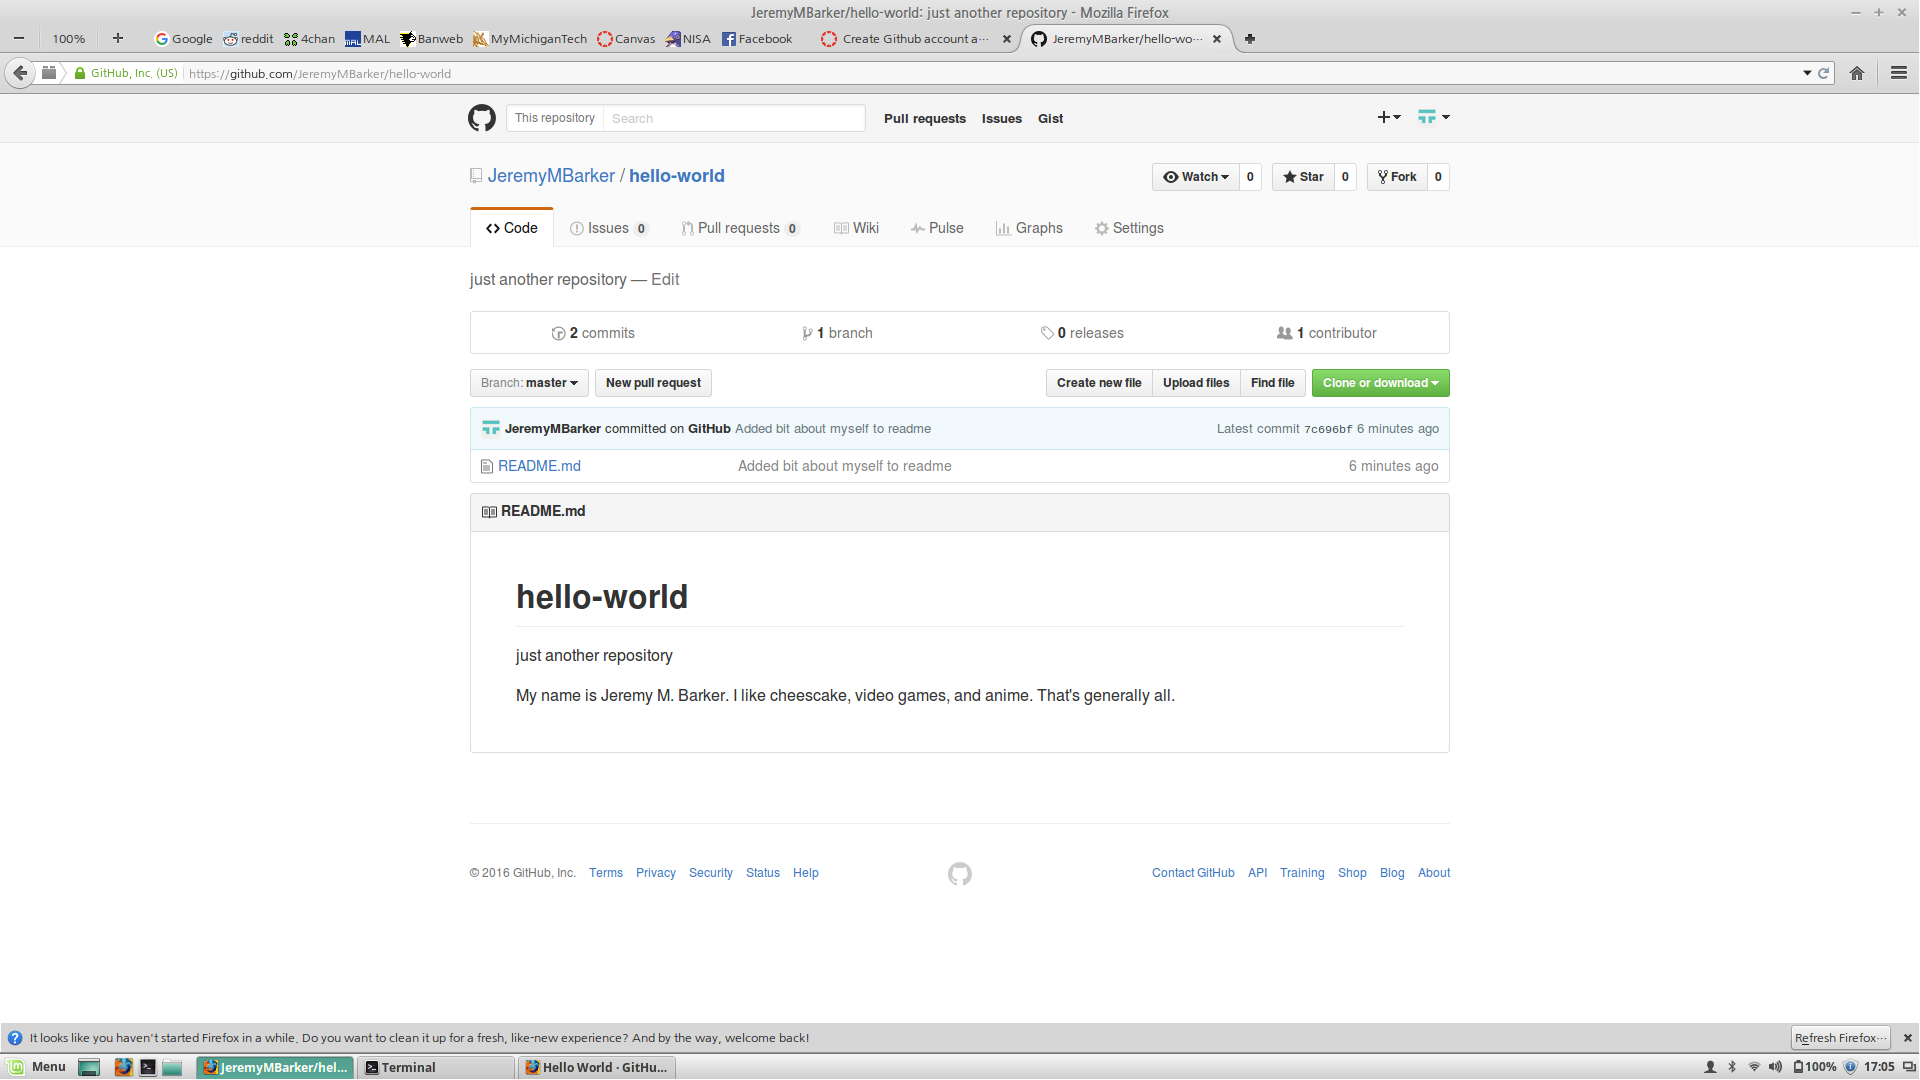 JeremyMBarker/hello-world: just another repository - Mozilla Firefox
100% Google reddit 4chan MAL Banweb MyMichiganTech Canvas NISA Facebook Create Github account a··· JeremyMBarker/hello-wo···
GitHub, Inc. (US) https://github.com/JeremyMBarker/hello-world
This repository Search Pull requests Issues Gist
JeremyMBarker / hello-world Watch 0 Star 0 Fork 0
Code Issues 0 Pull requests 0 Wiki Pulse Graphs Settings
just another repository — Edit
2 commits 1 branch 0 releases 1 contributor
Branch: master New pull request Create new file Upload files Find file Clone or download
JeremyMBarker committed on GitHub Added bit about myself to readme Latest commit 7c696bf 6 minutes ago
README.md Added bit about myself to readme 6 minutes ago
README.md
hello-world
just another repository
My name is Jeremy M. Barker. I like cheescake, video games, and anime. That's generally all.
© 2016 GitHub, Inc. Terms Privacy Security Status Help Contact GitHub API Training Shop Blog About
It looks like you haven't started Firefox in a while. Do you want to clean it up for a fresh, like-new experience? And by the way, welcome back! Refresh Firefox···
Menu JeremyMBarker/hel... Terminal Hello World · GitHu... 100% 17:05